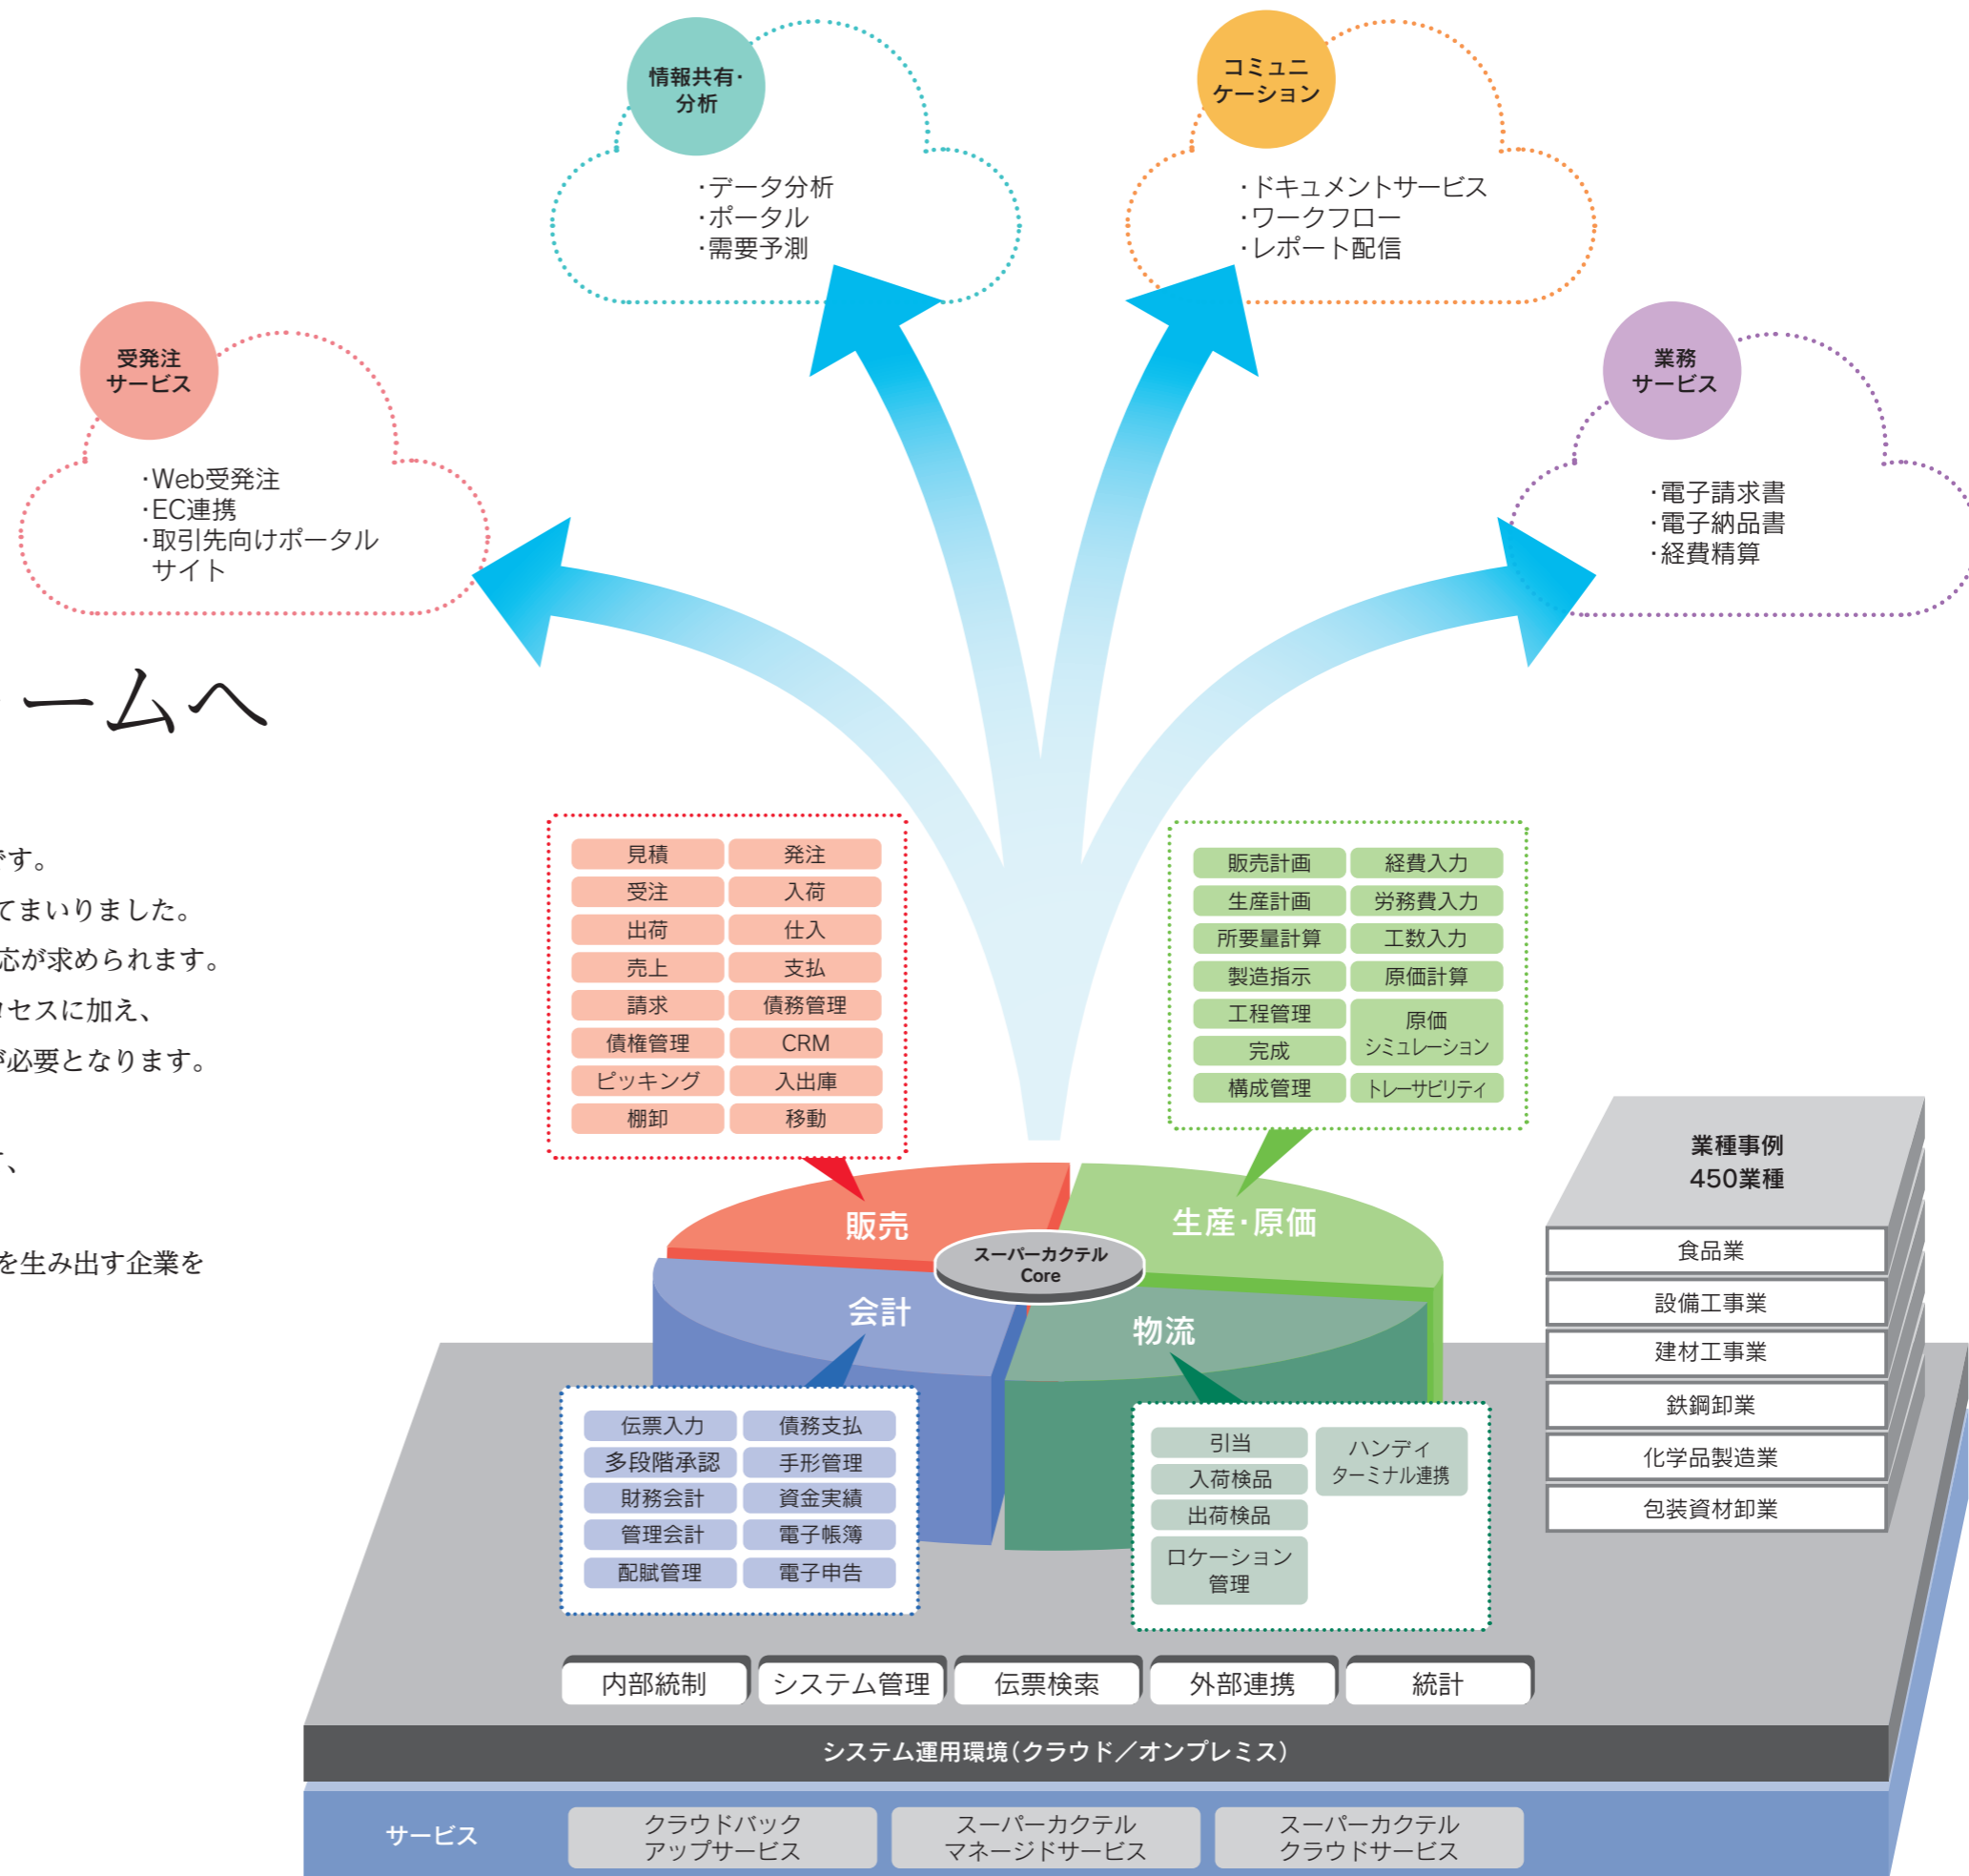 情報共有・
分析
・データ分析
・ポータル
・需要予測
コミュニ
ケーション
・ドキュメントサービス
・ワークフロー
・レポート配信
受発注
サービス
・Web受発注
・EC連携
・取引先向けポータル
サイト
業務
サービス
・電子請求書
・電子納品書
・経費精算
ームへ
です。
てまいりました。
応が求められます。
ロセスに加え、
が必要となります。
を生み出す企業を
見積
発注
受注
入荷
出荷
仕入
売上
支払
請求
債務管理
債権管理
CRM
ピッキング
入出庫
棚卸
移動
販売計画
経費入力
生産計画
労務費入力
所要量計算
工数入力
製造指示
原価計算
工程管理
原価
シミュレーション
完成
構成管理
トレーサビリティ
販売
生産・原価
スーパーカクテル
Core
会計
物流
伝票入力
債務支払
多段階承認
手形管理
財務会計
資金実績
管理会計
電子帳簿
配賦管理
電子申告
引当
ハンディ
ターミナル連携
入荷検品
出荷検品
ロケーション
管理
業種事例
450業種
食品業
設備工事業
建材工事業
鉄鋼卸業
化学品製造業
包装資材卸業
内部統制
システム管理
伝票検索
外部連携
統計
システム運用環境（クラウド／オンプレミス）
サービス
クラウドバック
アップサービス
スーパーカクテル
マネージドサービス
スーパーカクテル
クラウドサービス